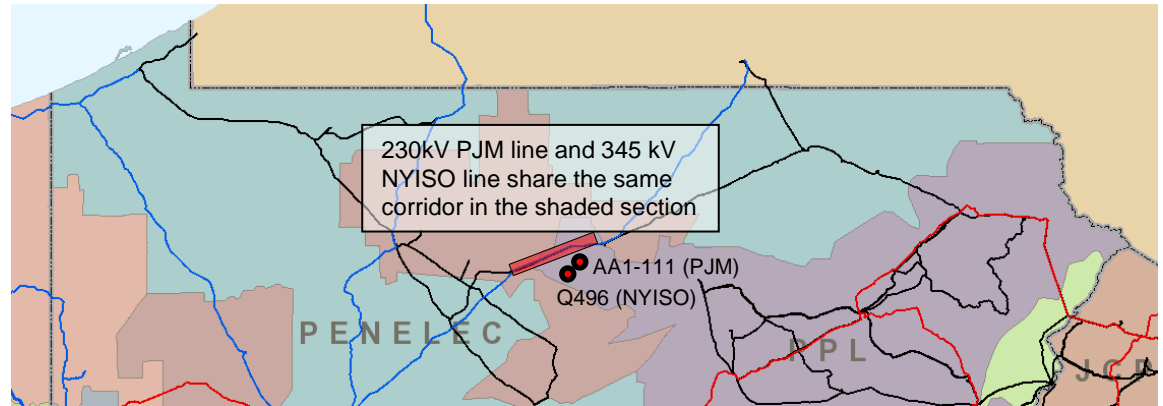 230kV PJM line and 345 kV
NYISO line share the same
corridor in the shaded section
AA1-111 (PJM)
Q496 (NYISO)
PENELEC
PPL
JCP